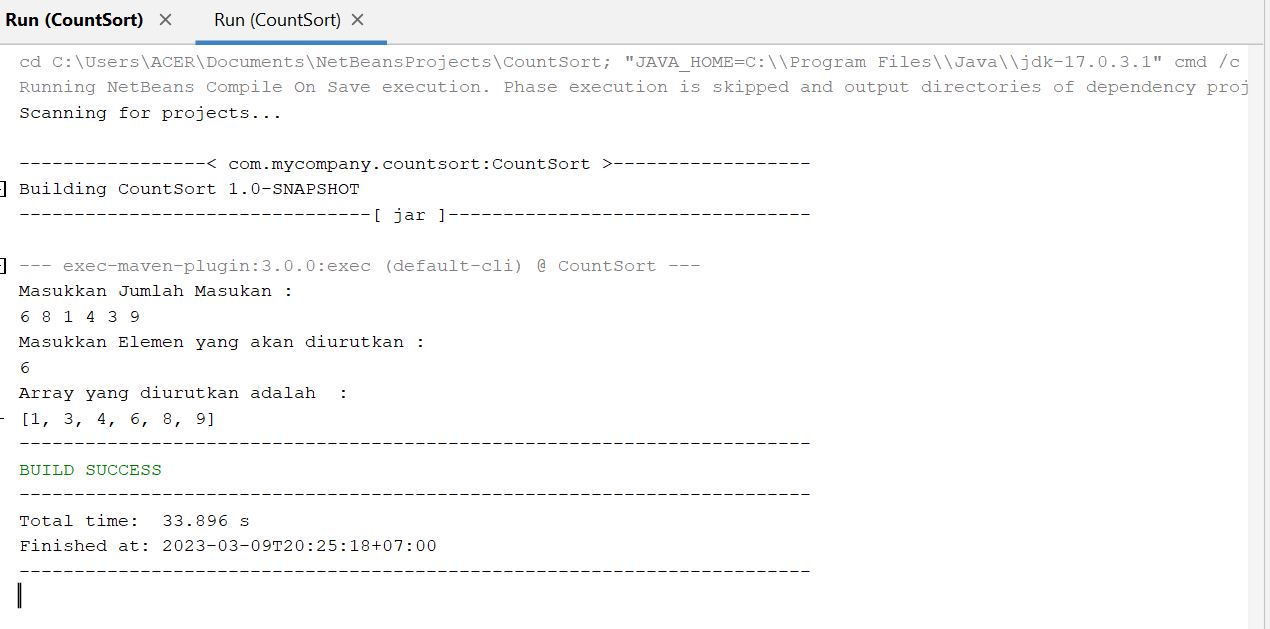 Run (CountSort) × Run (CountSort) ×
cd C:\Users\ACER\Documents\NetBeansProjects\CountSort; "JAVA_HOME=C:\\Program Files\\Java\\jdk-17.0.3.1" cmd /c
Running NetBeans Compile On Save execution. Phase execution is skipped and output directories of dependency proj
Scanning for projects...
-----------------< com.mycompany.countsort:CountSort >------------------
Building CountSort 1.0-SNAPSHOT
--------------------------------[ jar ]---------------------------------
--- exec-maven-plugin:3.0.0:exec (default-cli) @ CountSort ---
Masukkan Jumlah Masukan :
6 8 1 4 3 9
Masukkan Elemen yang akan diurutkan :
6
Array yang diurutkan adalah  :
[1, 3, 4, 6, 8, 9]
------------------------------------------------------------------------
BUILD SUCCESS
------------------------------------------------------------------------
Total time:  33.896 s
Finished at: 2023-03-09T20:25:18+07:00
------------------------------------------------------------------------